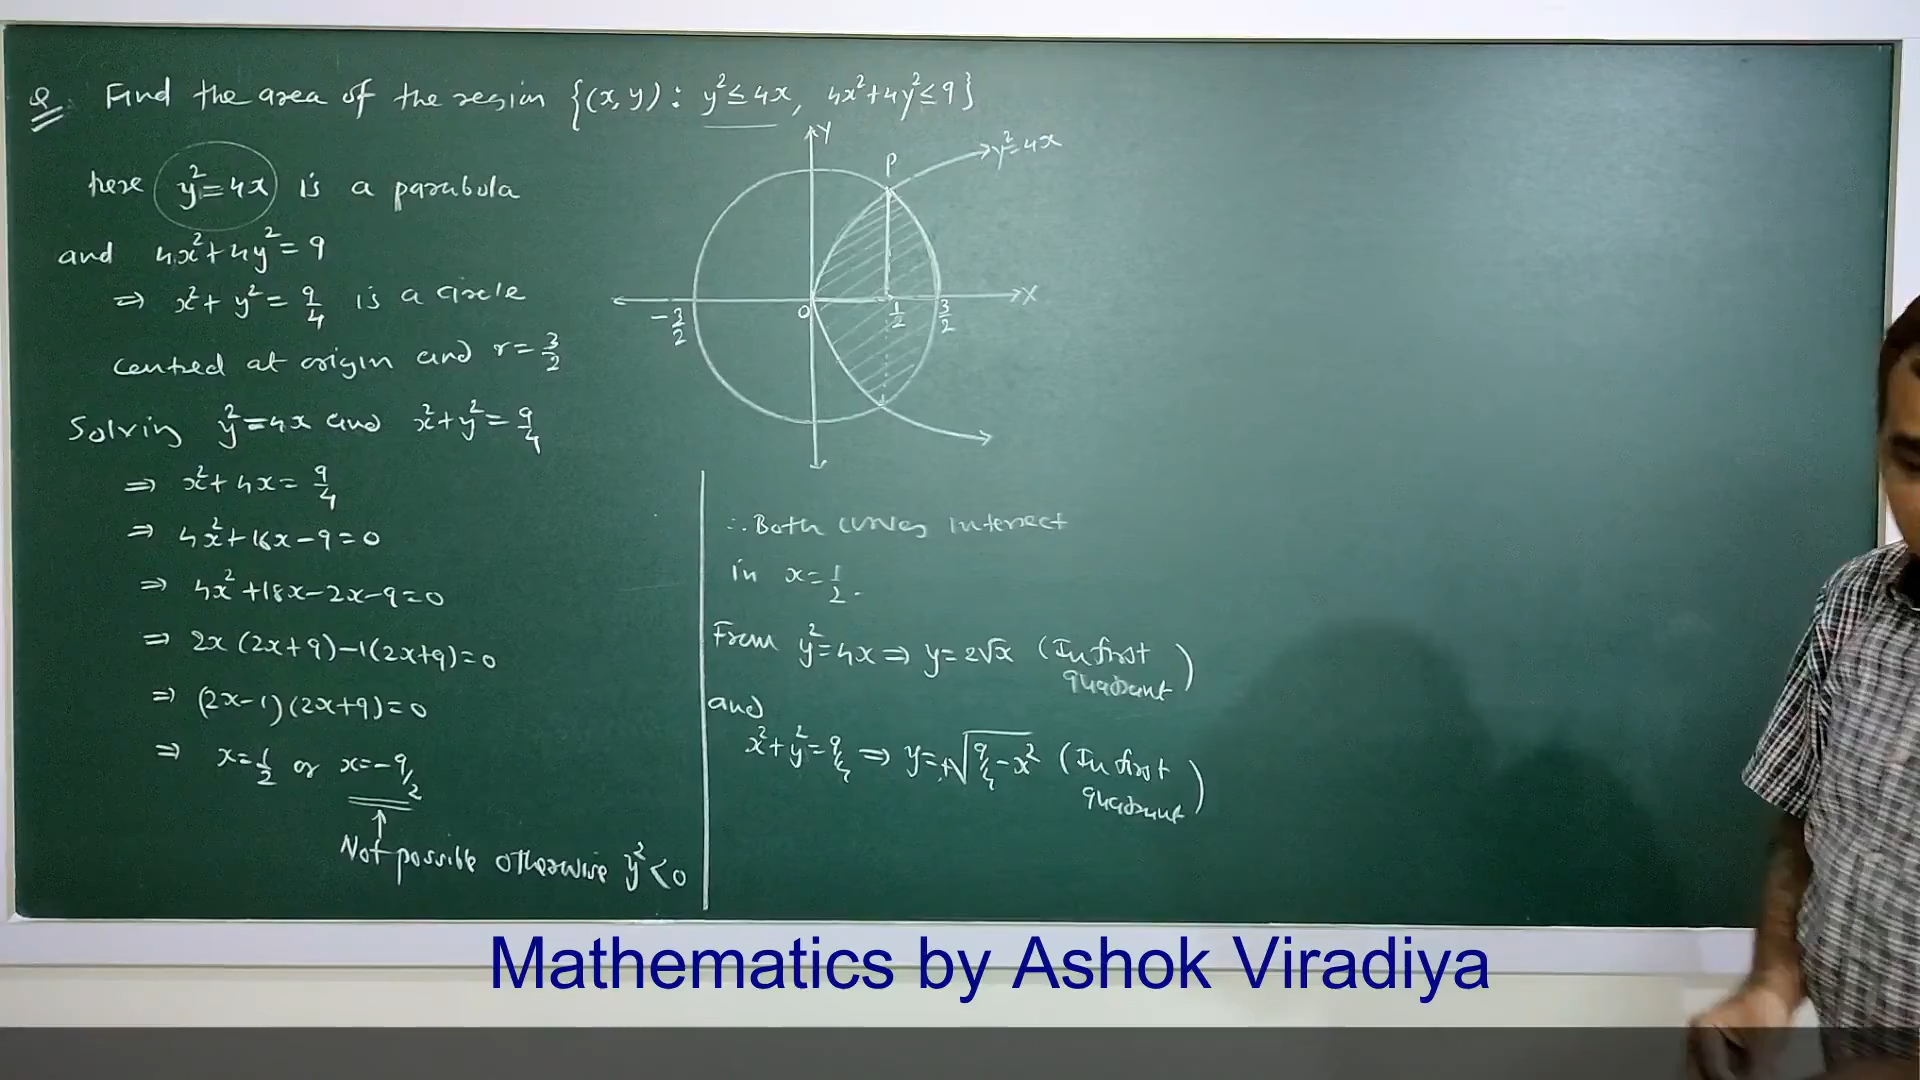 Q. Find the area of the region {(x, y) : y² ≤ 4x, 4x² + 4y² ≤ 9}
here y² = 4x is a parabola
and 4x² + 4y² = 9
⇒ x² + y² = 9/4 is a circle
centred at origin and r = 3/2
Solving y² = 4x and x² + y² = 9/4
⇒ x² + 4x = 9/4
⇒ 4x² + 16x - 9 = 0
⇒ 4x² + 18x - 2x - 9 = 0
⇒ 2x (2x + 9) - 1(2x + 9) = 0
⇒ (2x - 1)(2x + 9) = 0
⇒ x = 1/2 or x = -9/2
↑
Not possible otherwise y² < 0
Y
P
y² = 4x
-3/2
O
1/2
3/2
X
∴ Both curves intersect
in x = 1/2.
From y² = 4x ⇒ y = 2√x (In first
quadrant)
and
x² + y² = 9/4 ⇒ y = +√(9/4 - x²) (In first
quadrant)
Mathematics by Ashok Viradiya